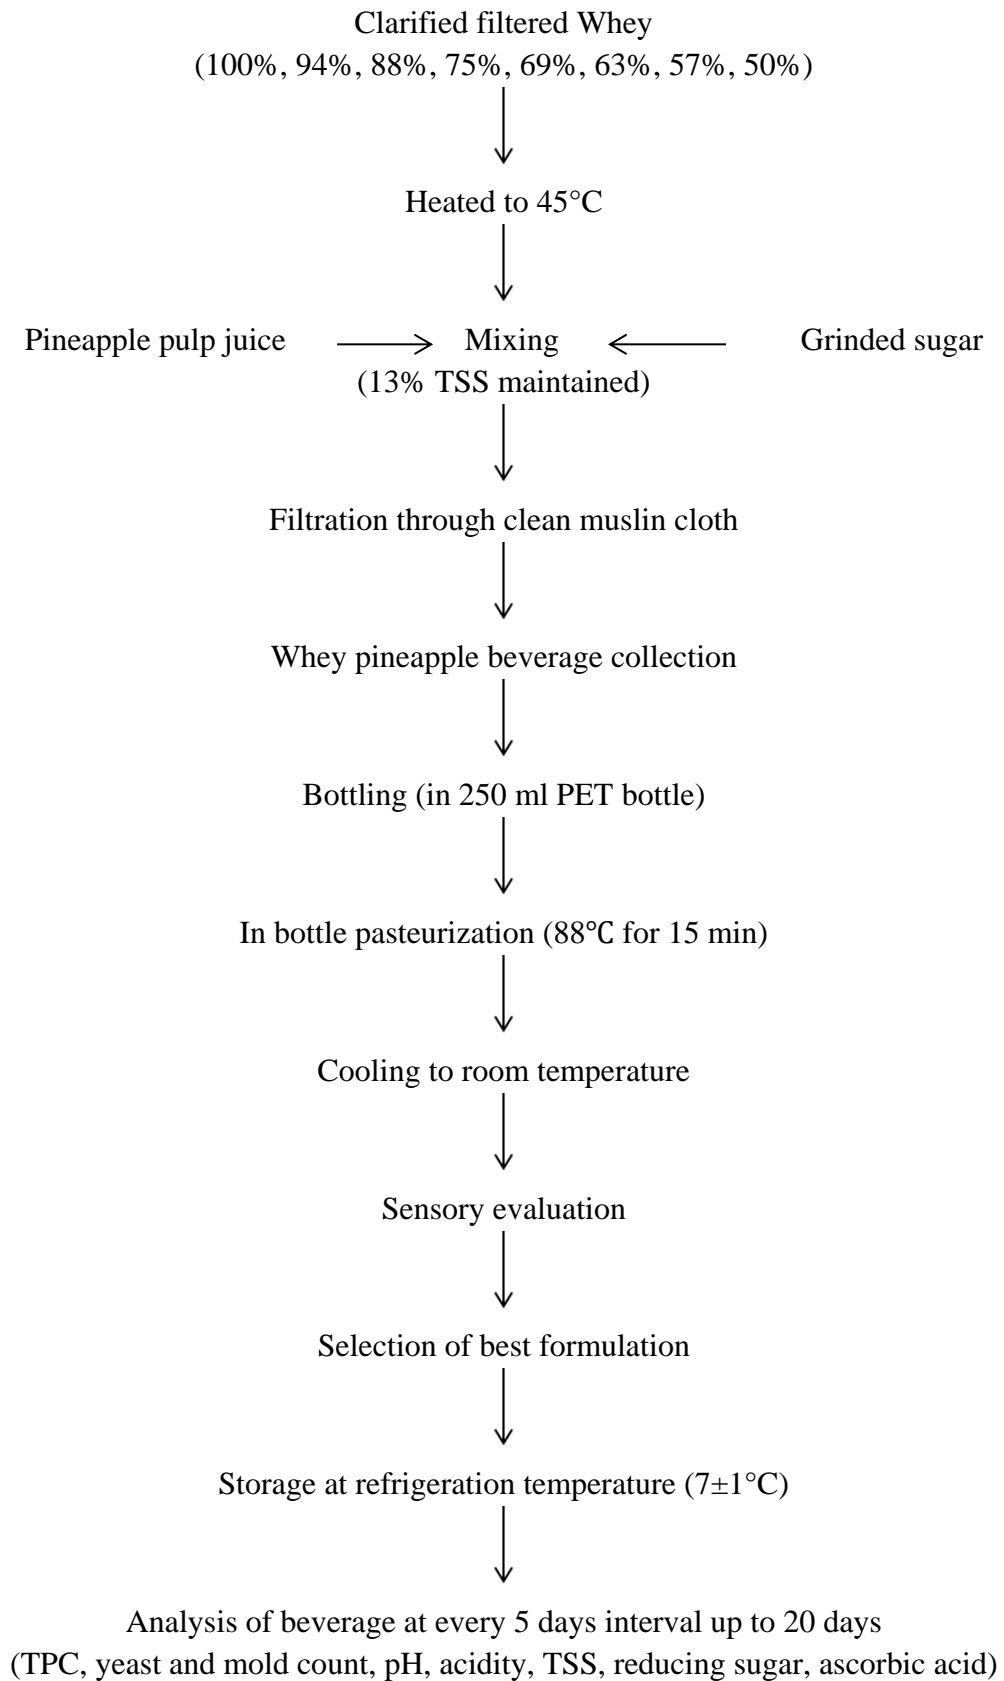 Clarified filtered Whey
(100%, 94%, 88%, 75%, 69%, 63%, 57%, 50%)
Heated to 45°C
Pineapple pulp juice Mixing Grinded sugar
(13% TSS maintained)
Filtration through clean muslin cloth
Whey pineapple beverage collection
Bottling (in 250 ml PET bottle)
In bottle pasteurization (88℃ for 15 min)
Cooling to room temperature
Sensory evaluation
Selection of best formulation
Storage at refrigeration temperature (7±1°C)
Analysis of beverage at every 5 days interval up to 20 days
(TPC, yeast and mold count, pH, acidity, TSS, reducing sugar, ascorbic acid)